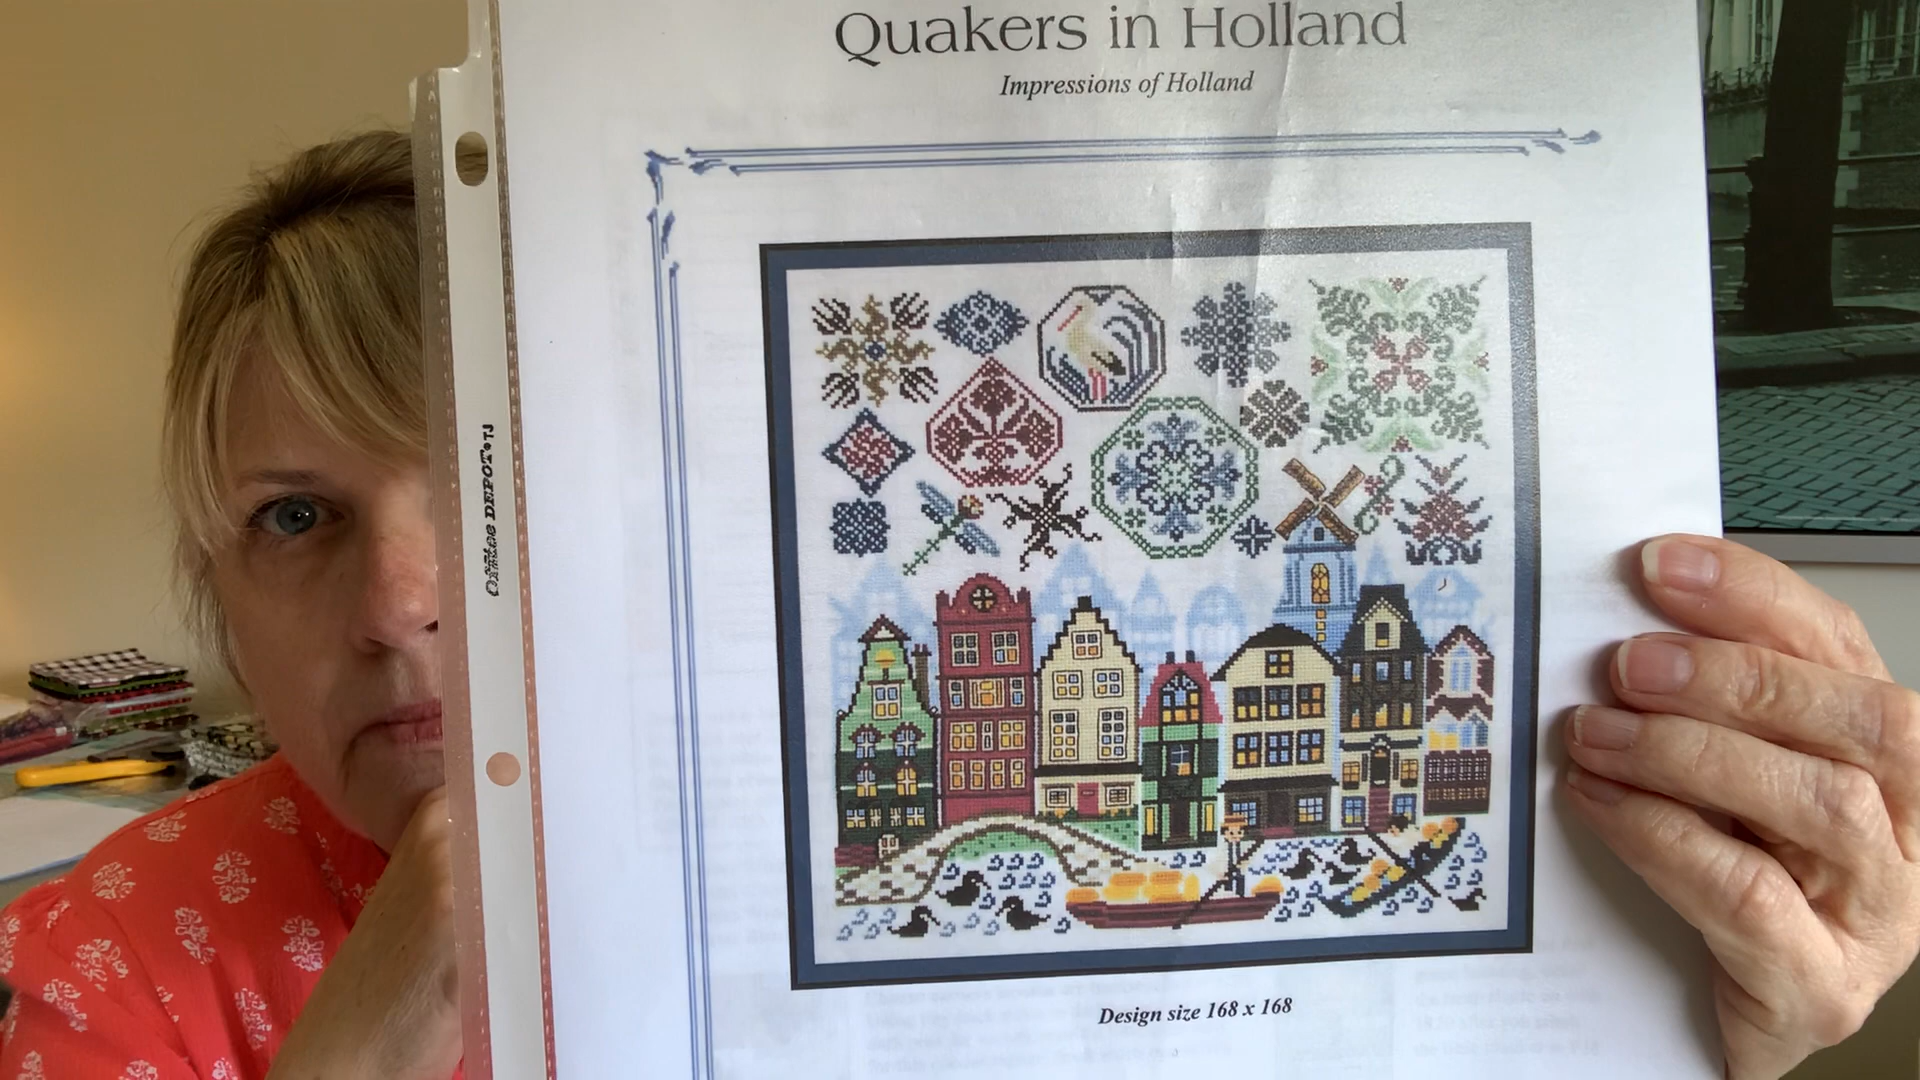 Quakers in Holland
Impressions of Holland
Office DEPOT
Design size 168 x 168